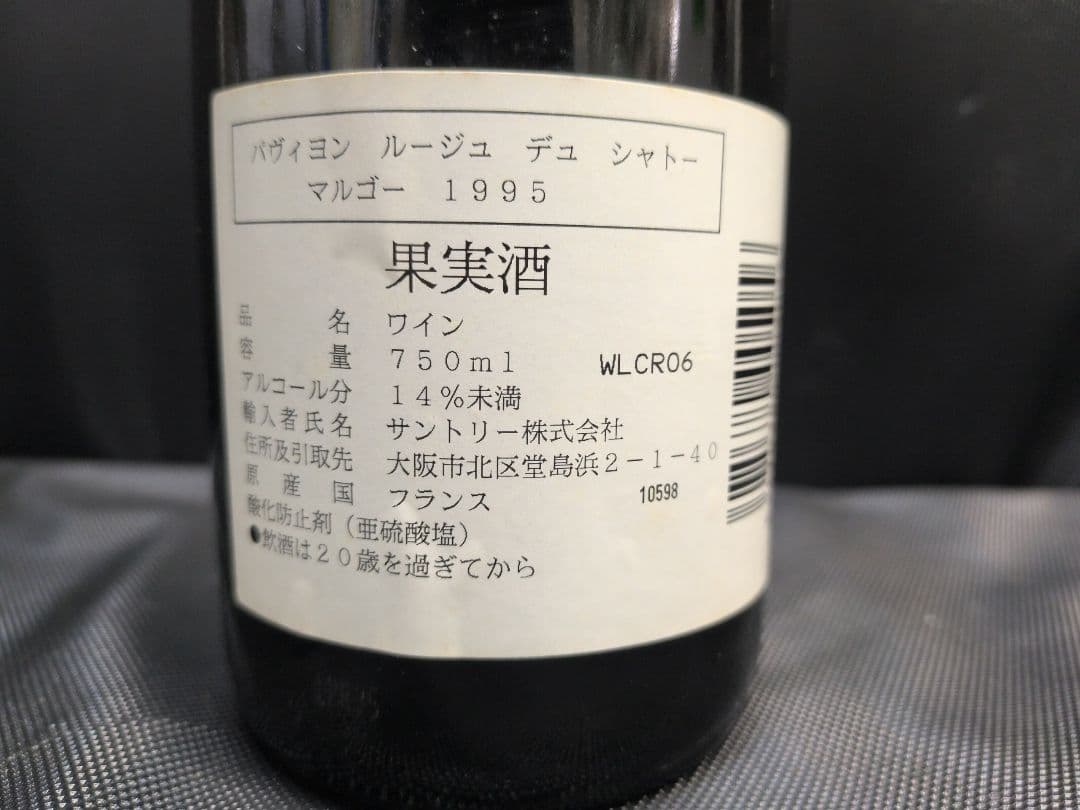 パヴィヨン ルージュ デュ シャトー
マルゴー 1995
果実酒
品名 ワイン
容量 750ml WLCR06
アルコール分 14%未満
輸入者氏名 サントリー株式会社
住所及引取先 大阪市北区堂島浜2-1-40
原産国 フランス 10598
酸化防止剤(亜硫酸塩)
●飲酒は20歳を過ぎてから